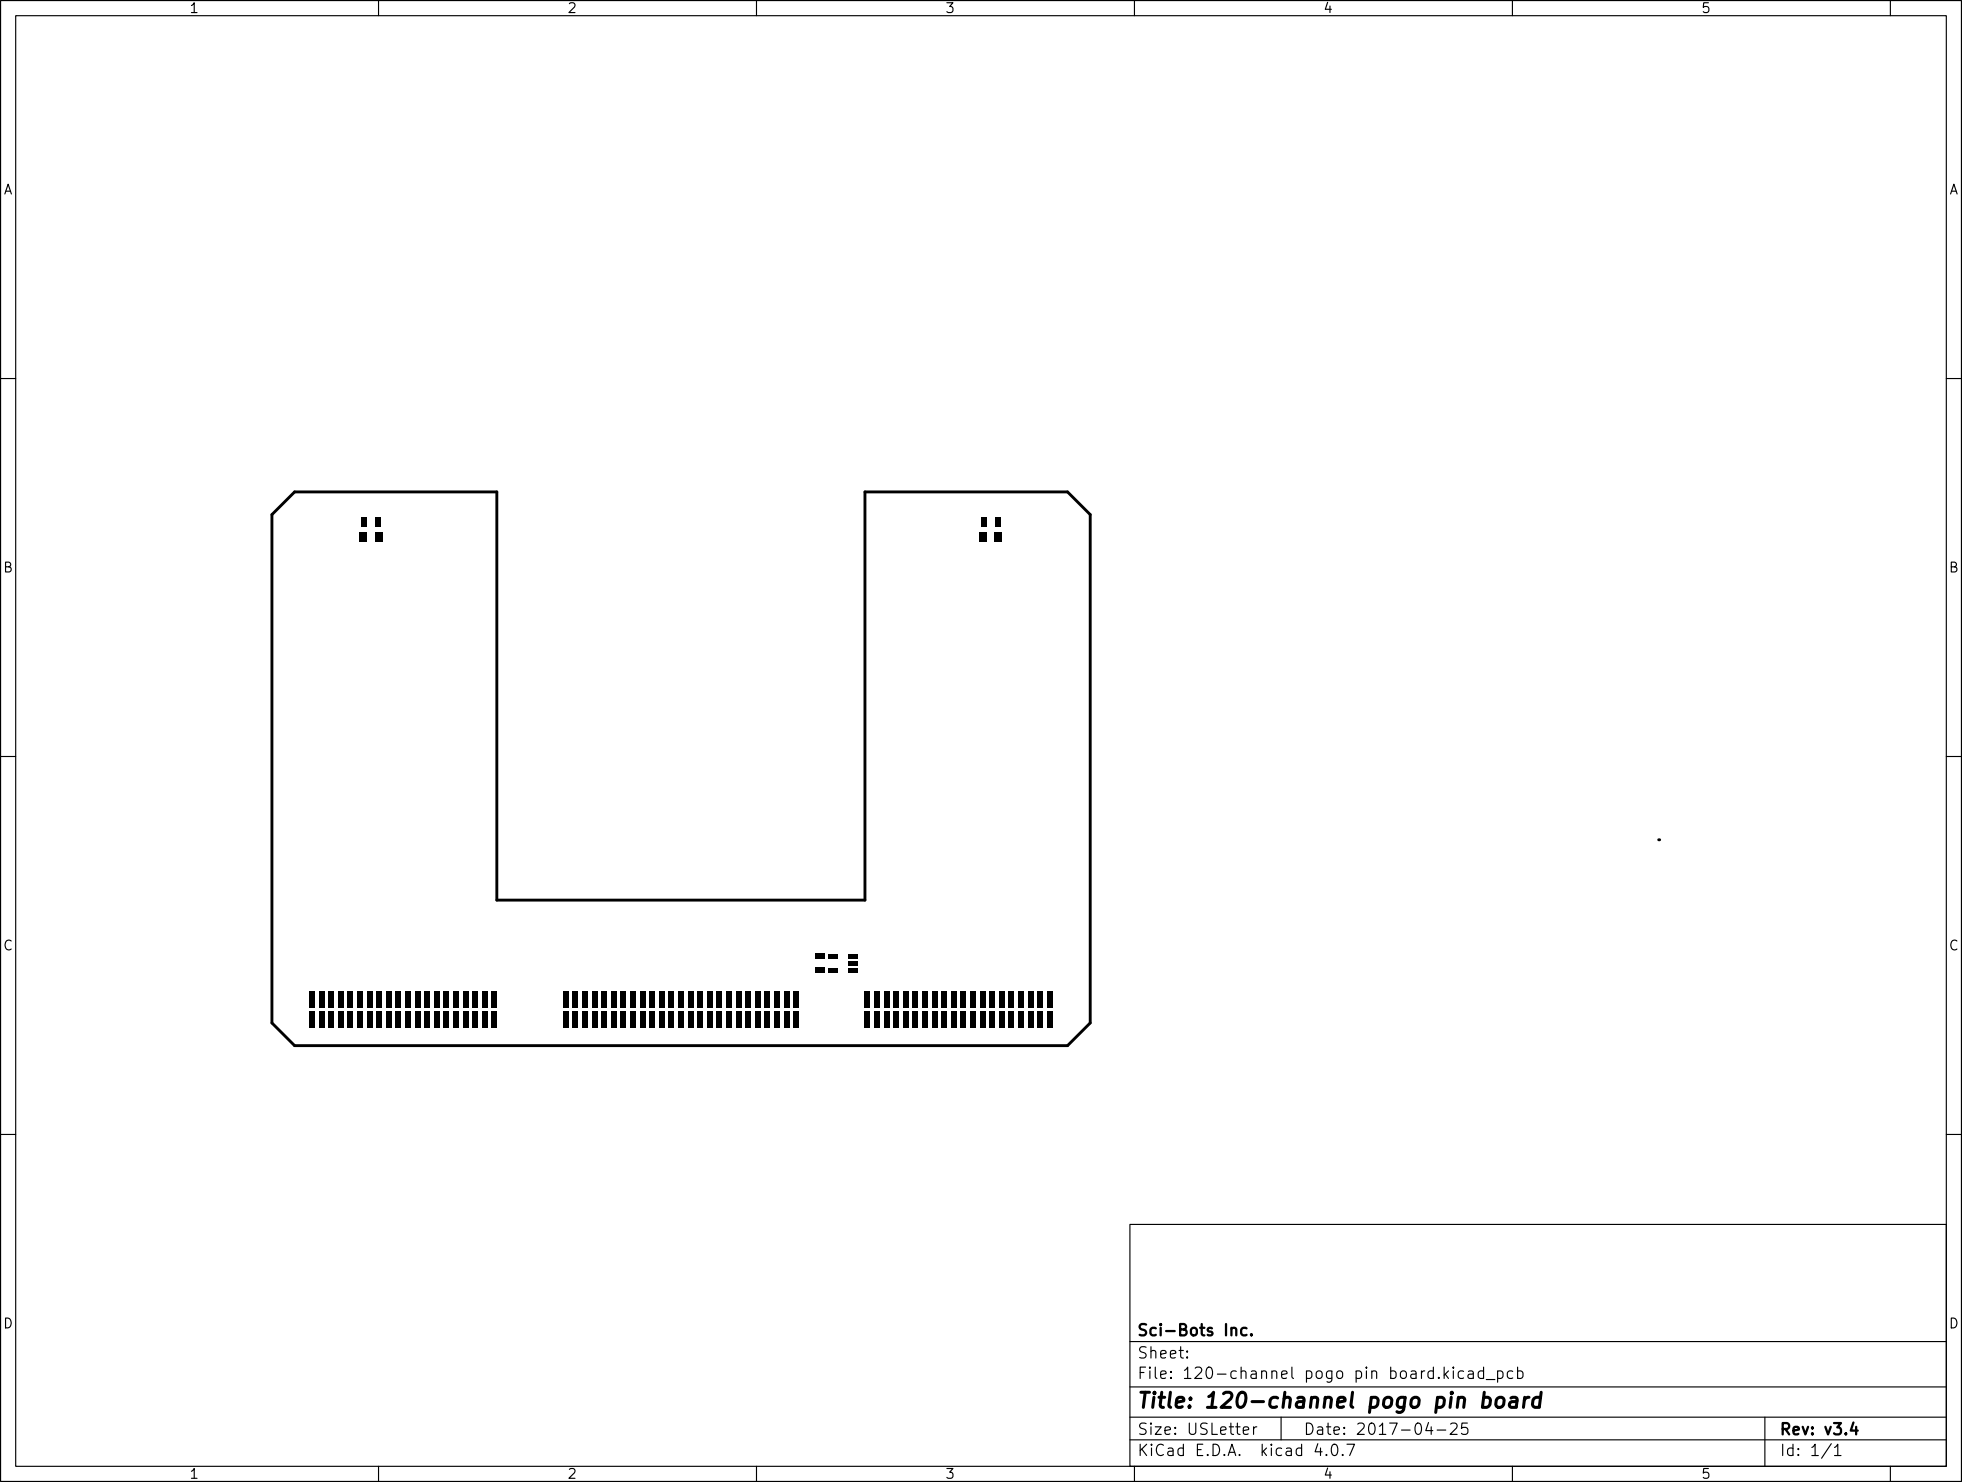 1 2 3 4 5
A A
B B
C C
D D
Sci-Bots Inc.
Sheet:
File: 120-channel pogo pin board.kicad_pcb
Title: 120-channel pogo pin board
Size: USLetter Date: 2017-04-25 Rev: v3.4
KiCad E.D.A. kicad 4.0.7 Id: 1/1
1 2 3 4 5